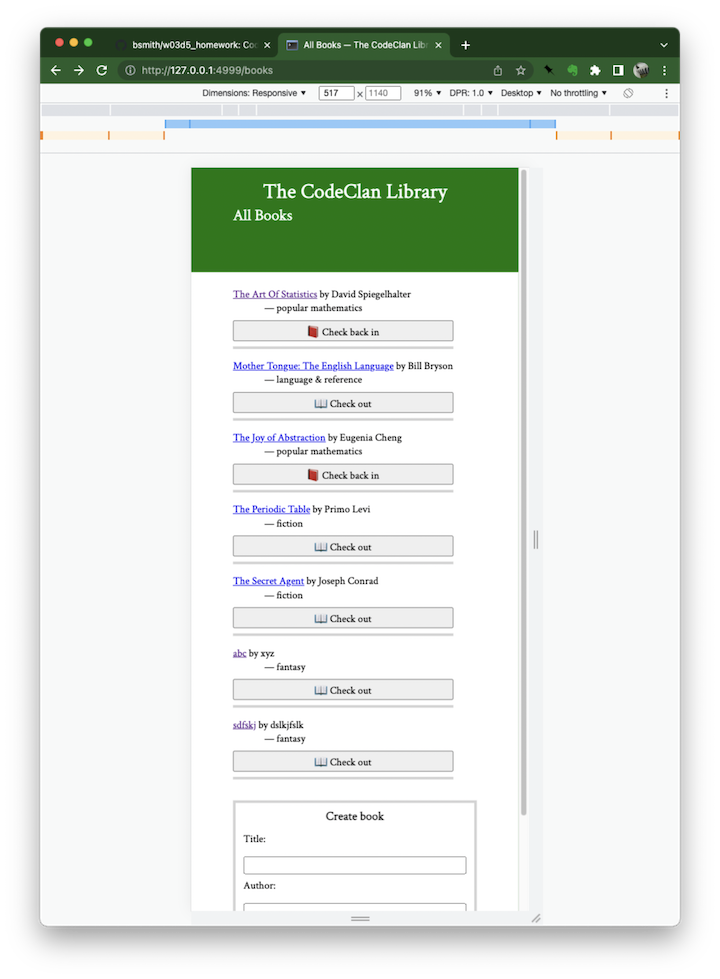 bsmith/w03d5_homework: Co
All Books — The CodeClan Libr
http://127.0.0.1:4999/books
Dimensions: Responsive 517 × 1140 91% DPR: 1.0 Desktop No throttling
The CodeClan Library
All Books
The Art Of Statistics by David Spiegelhalter
— popular mathematics
Check back in
Mother Tongue: The English Language by Bill Bryson
— language & reference
Check out
The Joy of Abstraction by Eugenia Cheng
— popular mathematics
Check back in
The Periodic Table by Primo Levi
— fiction
Check out
The Secret Agent by Joseph Conrad
— fiction
Check out
abc by xyz
— fantasy
Check out
sdfskj by dslkjfslk
— fantasy
Check out
Create book
Title:
Author: